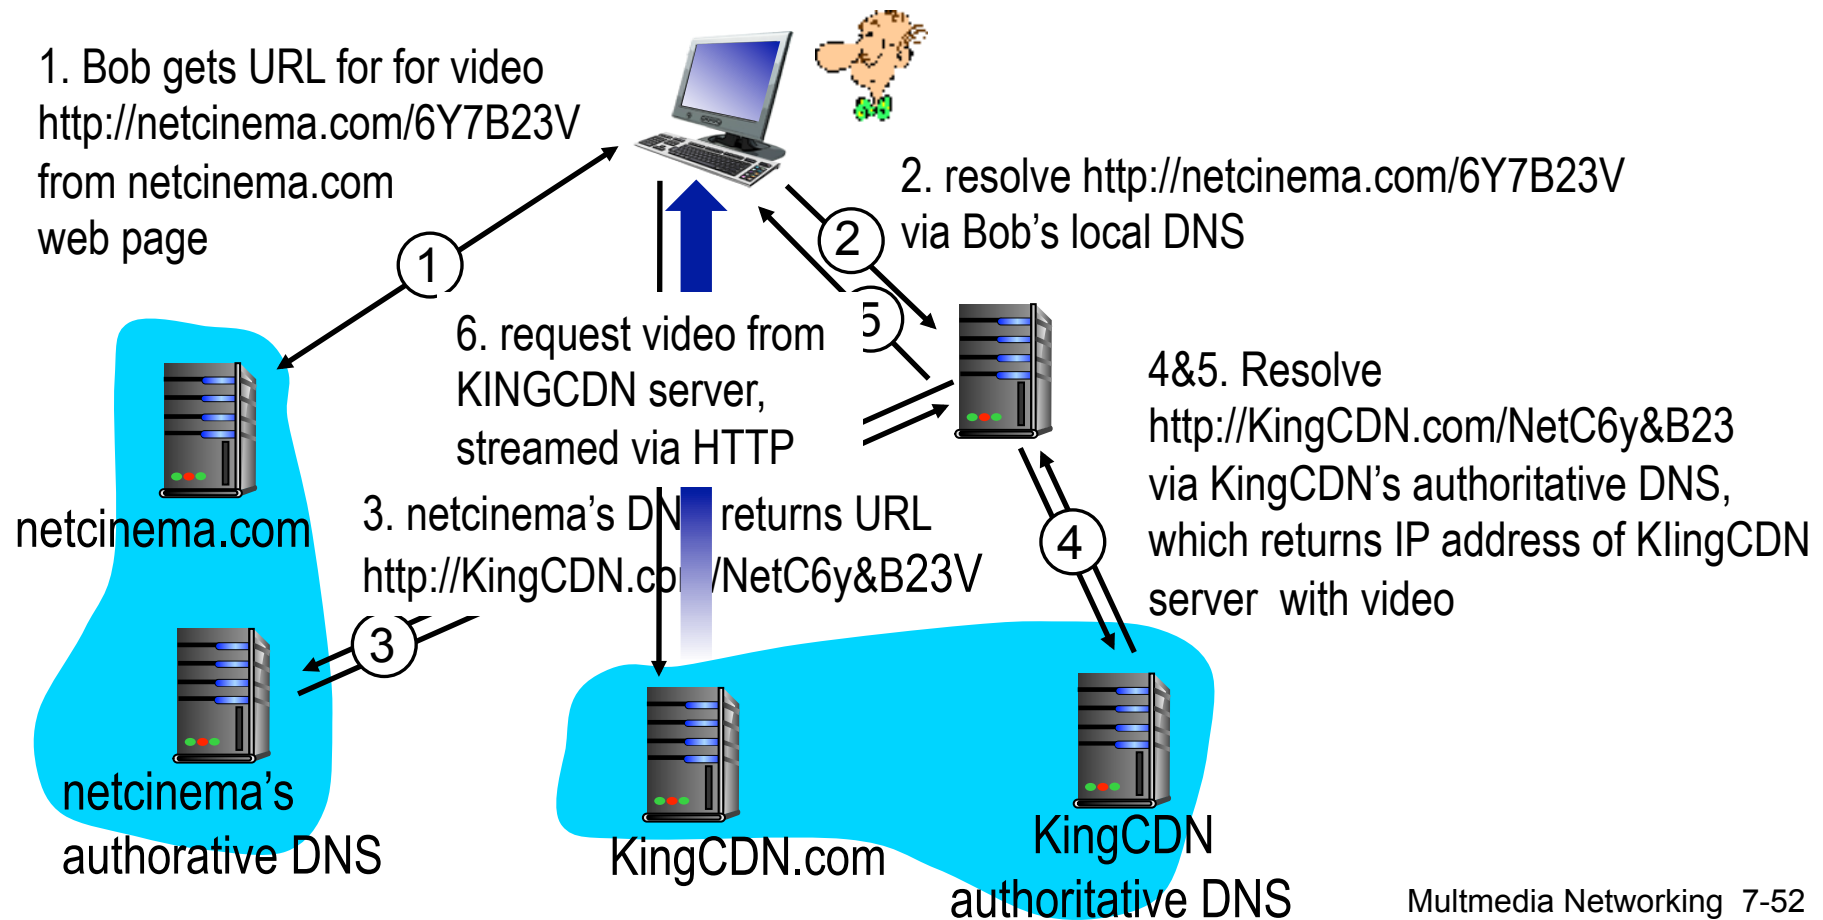 1. Bob gets URL for for video
http://netcinema.com/6Y7B23V
from netcinema.com
web page
2. resolve http://netcinema.com/6Y7B23V
via Bob's local DNS
1
2
5
6. request video from
KINGCDN server,
streamed via HTTP
4&5. Resolve
http://KingCDN.com/NetC6y&B23
via KingCDN's authoritative DNS,
which returns IP address of KlingCDN
server with video
netcinema.com
3. netcinema's DNS returns URL
http://KingCDN.com/NetC6y&B23V
4
3
netcinema's
authorative DNS
KingCDN.com
KingCDN
authoritative DNS
Multmedia Networking 7-52